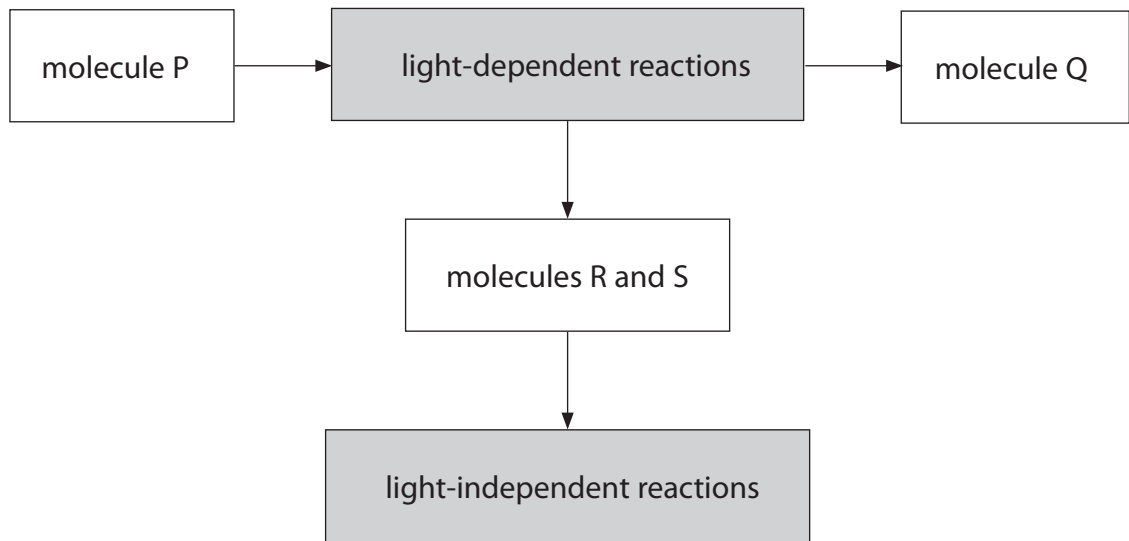 molecule P
light-dependent reactions
molecule Q
molecules R and S
light-independent reactions